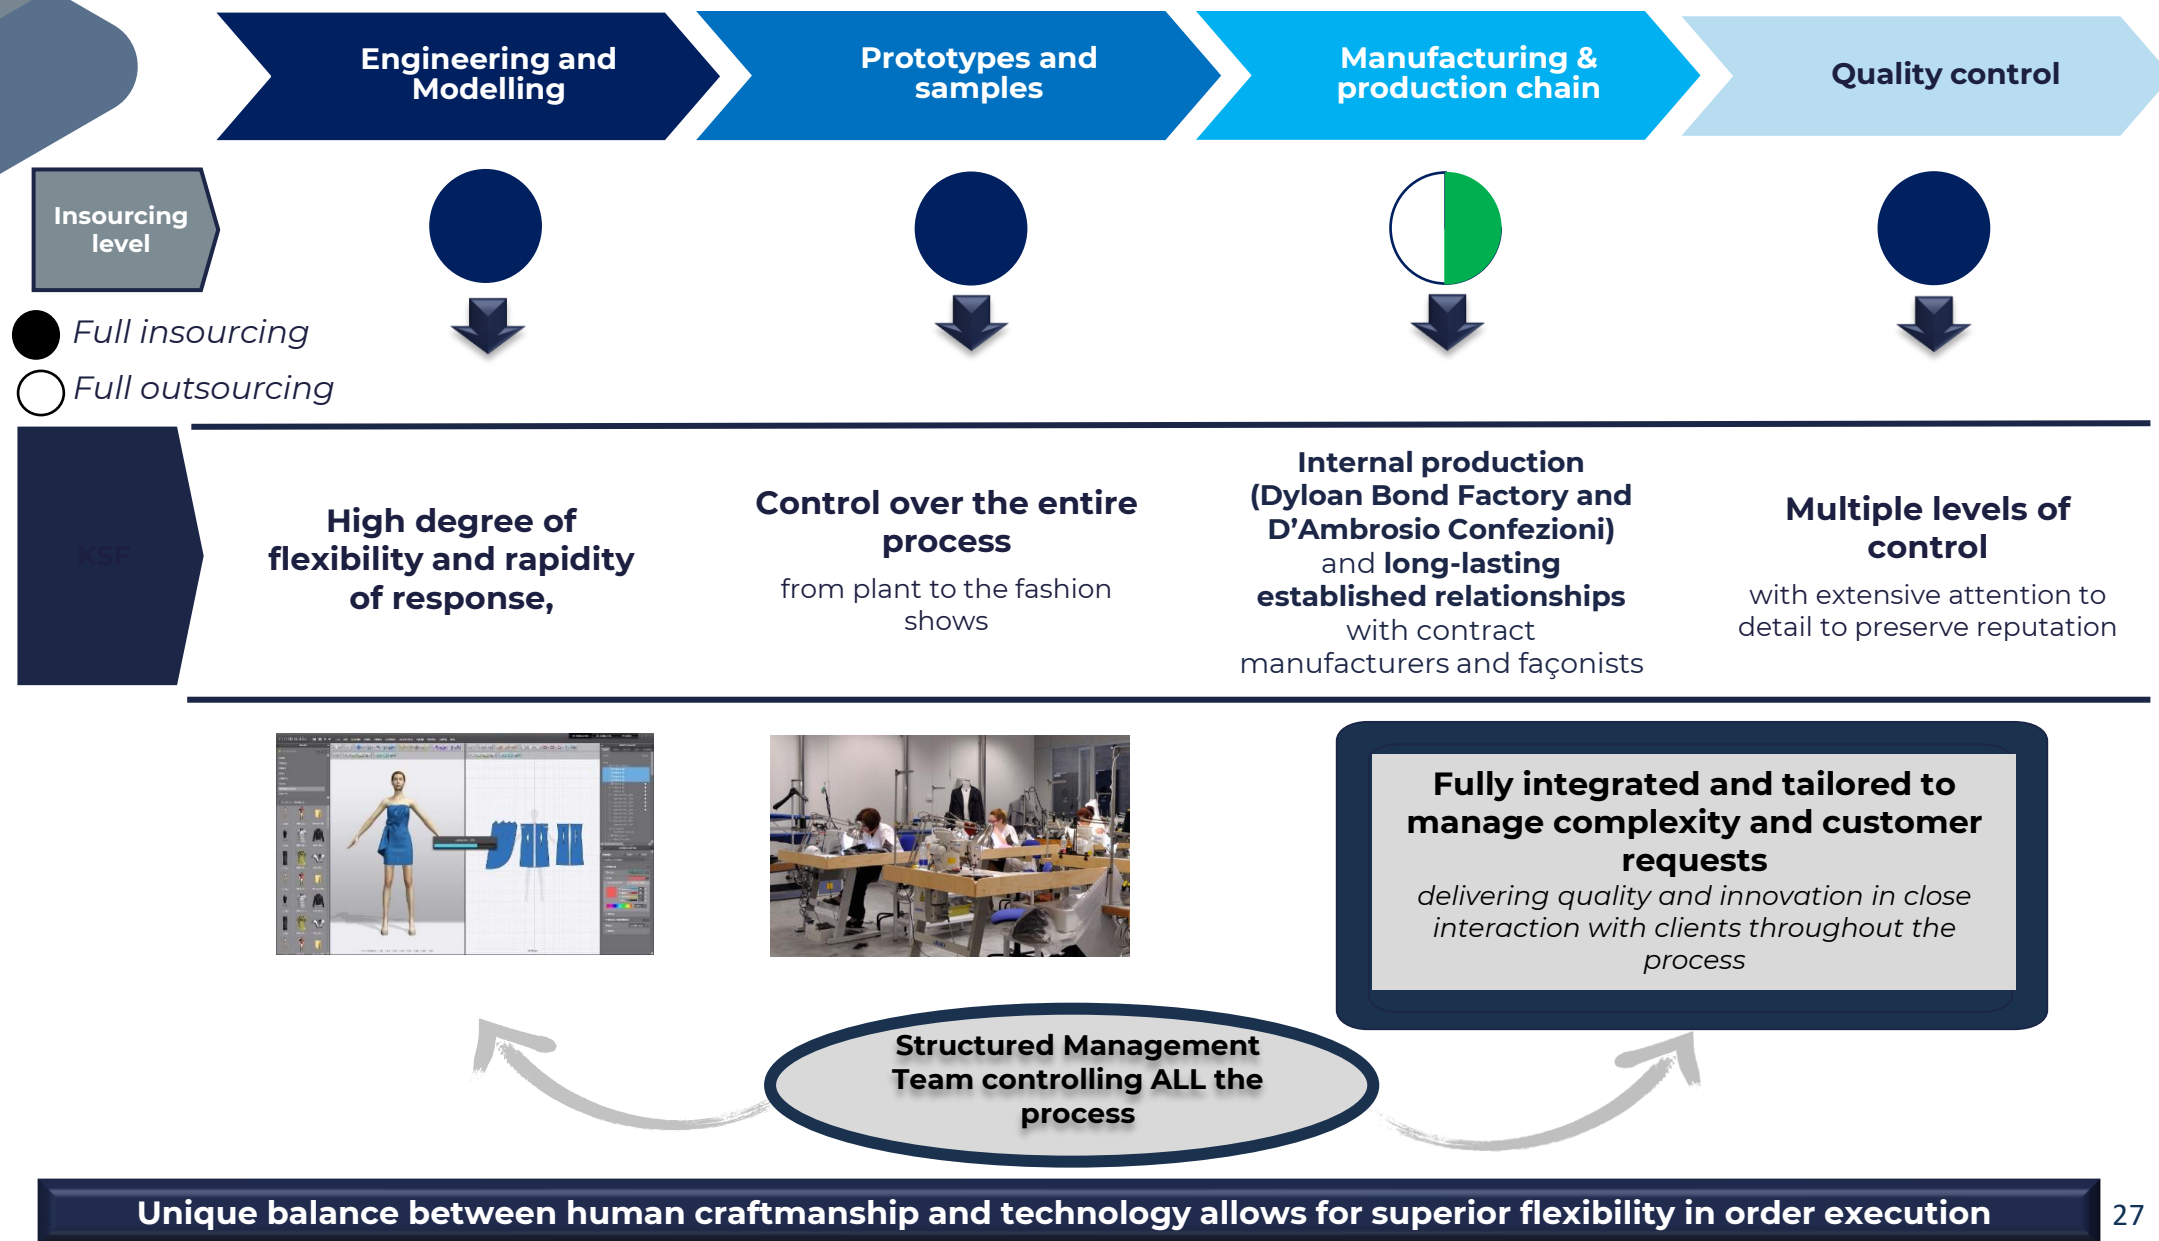 Engineering and
Modelling
Prototypes and
samples
Manufacturing &
production chain
Quality control
Insourcing
level
Full insourcing
Full outsourcing
KSF
High degree of
flexibility and rapidity
of response,
Control over the entire
process
from plant to the fashion
shows
Internal production
(Dyloan Bond Factory and
D’Ambrosio Confezioni)
and long-lasting
established relationships
with contract
manufacturers and façonists
Multiple levels of
control
with extensive attention to
detail to preserve reputation
Fully integrated and tailored to
manage complexity and customer
requests
delivering quality and innovation in close
interaction with clients throughout the
process
Structured Management
Team controlling ALL the
process
Unique balance between human craftmanship and technology allows for superior flexibility in order execution
27